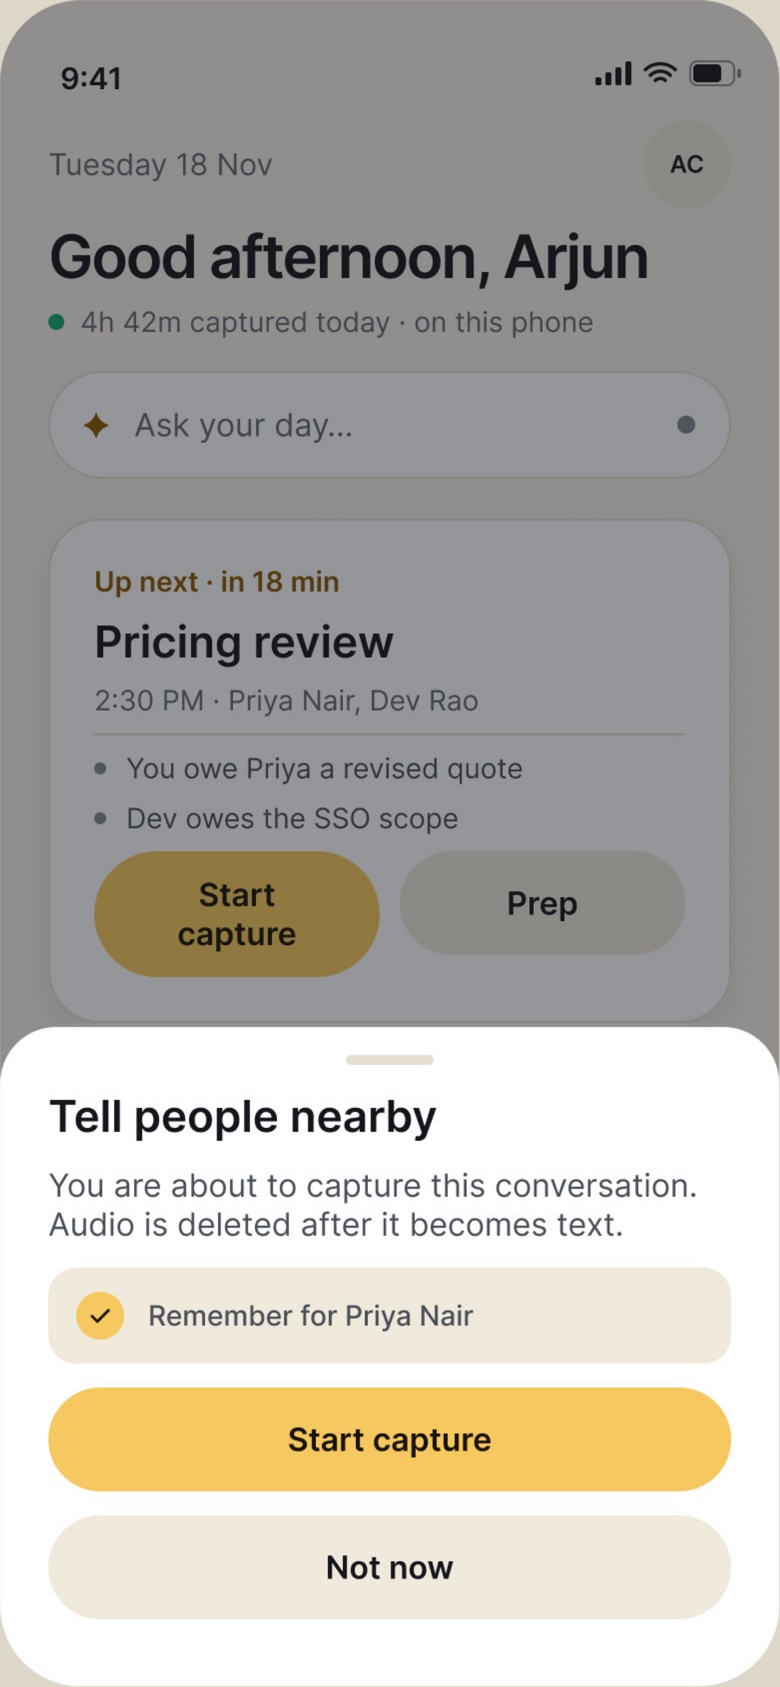 9:41
Tuesday 18 Nov
AC
Good afternoon, Arjun
4h 42m captured today · on this phone
Ask your day...
Up next · in 18 min
Pricing review
2:30 PM · Priya Nair, Dev Rao
You owe Priya a revised quote
Dev owes the SSO scope
Start
capture
Prep
Tell people nearby
You are about to capture this conversation.
Audio is deleted after it becomes text.
Remember for Priya Nair
Start capture
Not now